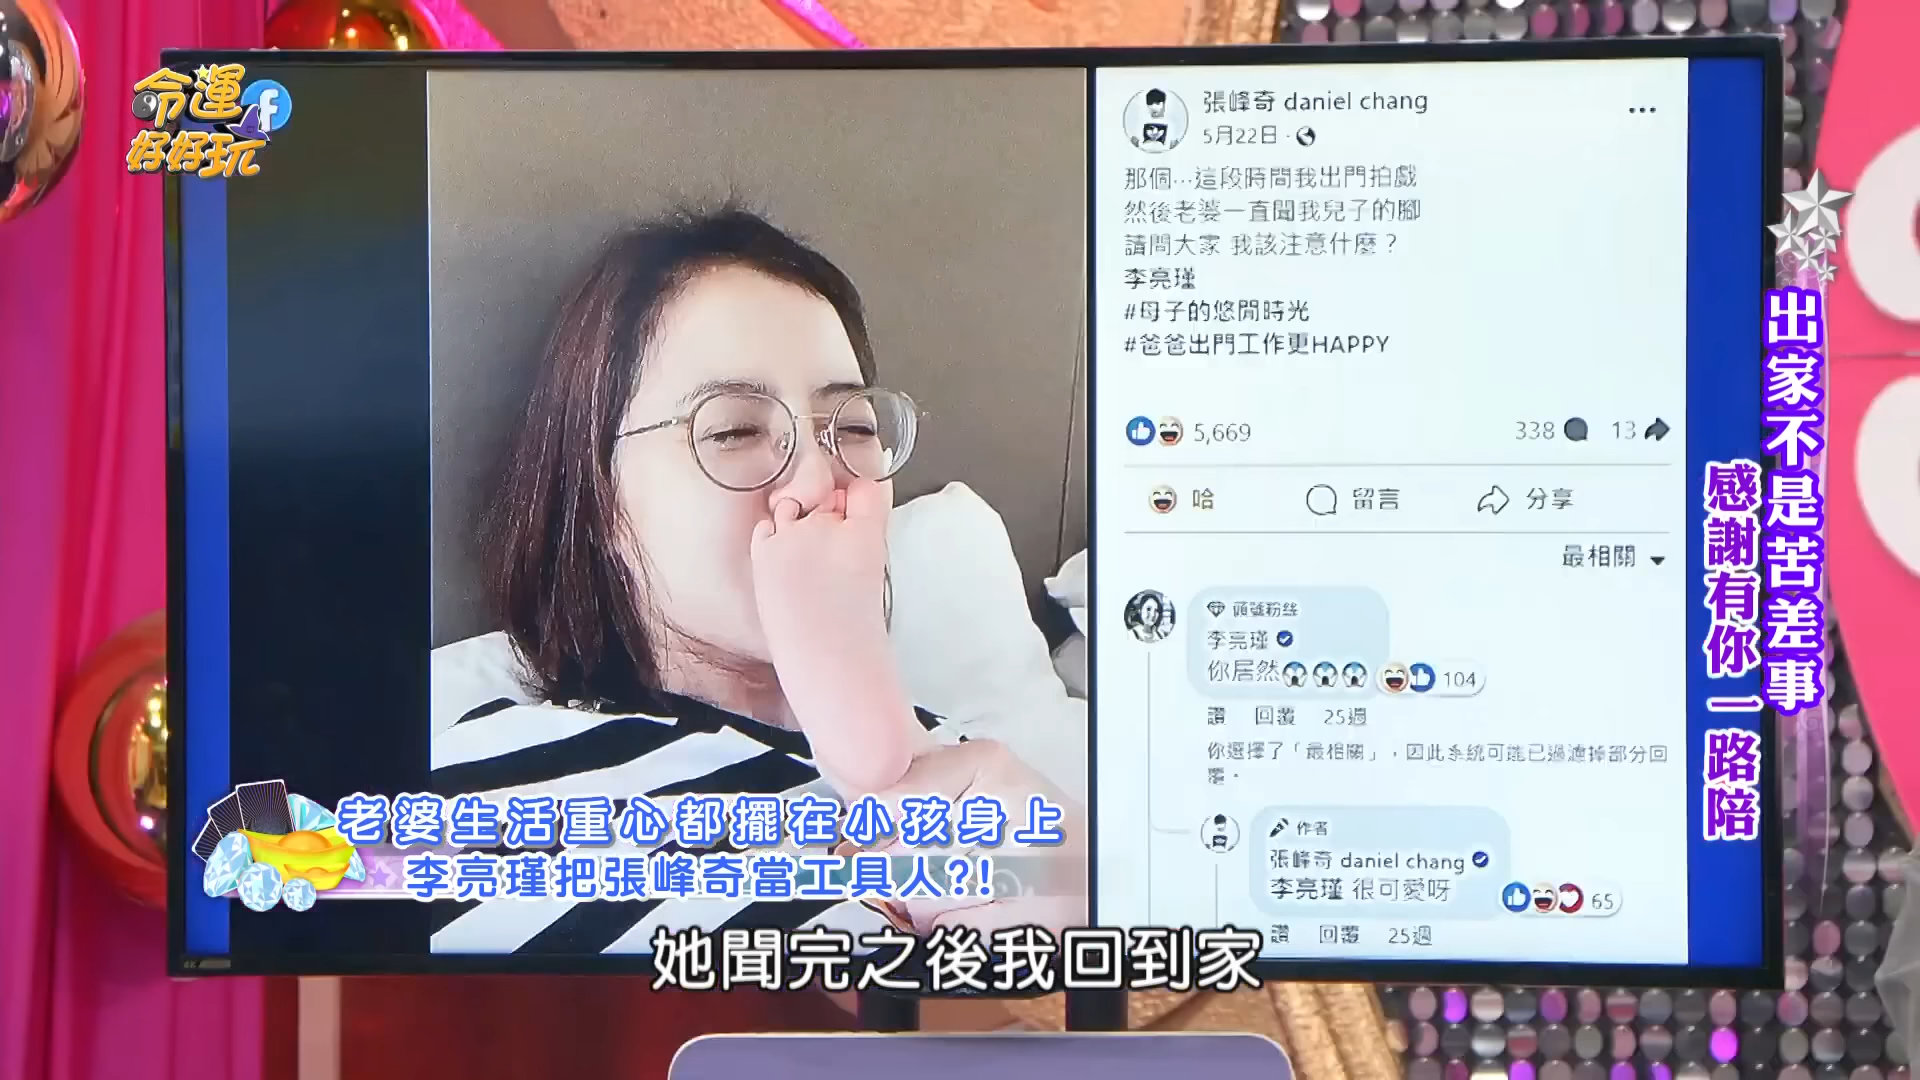 命運
好好玩
張峰奇 daniel chang
5月22日
那個…這段時間我出門拍戲
然後老婆一直聞我兒子的腳
請問大家 我該注意什麼？
李亮瑾
#母子的悠閒時光
#爸爸出門工作更HAPPY
5,669
338
13
哈
留言
分享
最相關
頭號粉絲
李亮瑾
你居然
104
讚 回覆 25週
你選擇了「最相關」，因此系統可能已過濾掉部分回
覆。
作者
張峰奇 daniel chang
李亮瑾 很可愛呀
65
讚 回覆 25週
出家不是苦差事
感謝有你一路陪
老婆生活重心都擺在小孩身上
李亮瑾把張峰奇當工具人?!
她聞完之後我回到家